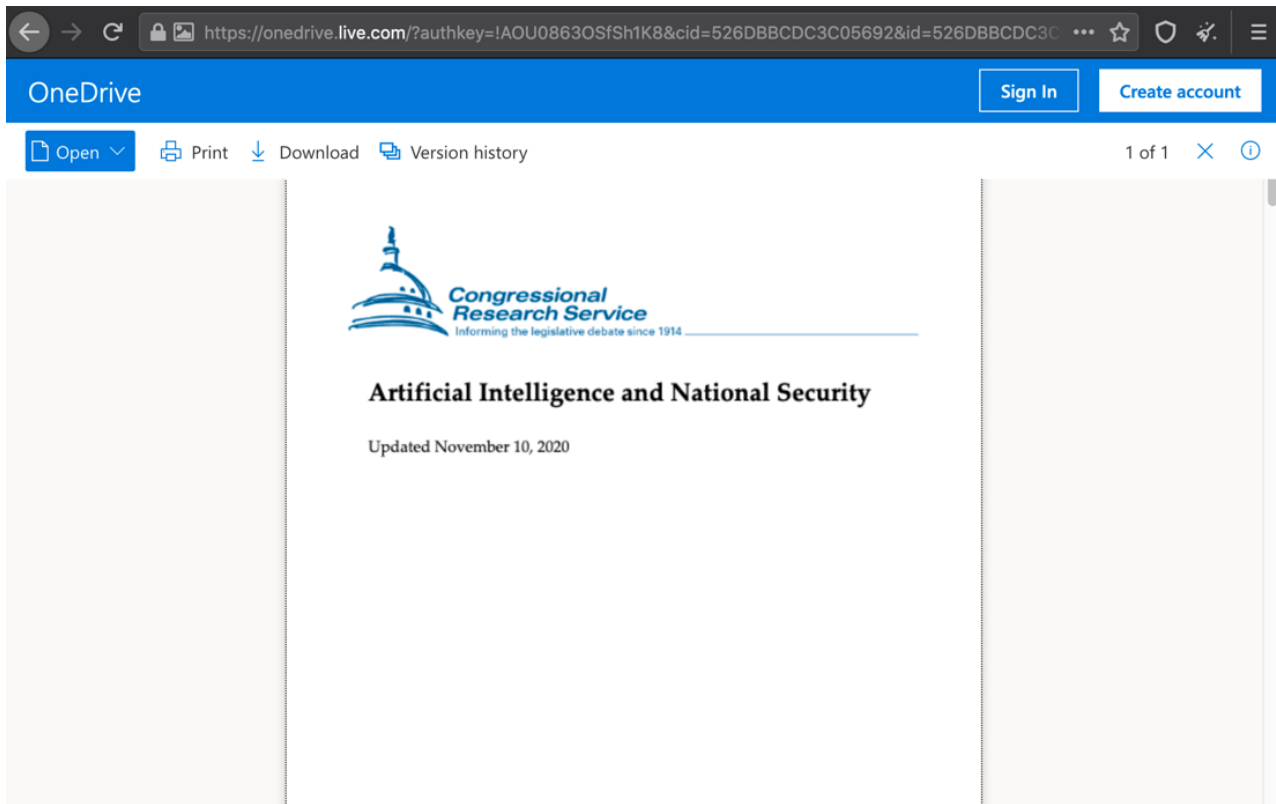 https://onedrive.live.com/?authkey=!AOU0863OSfSh1K8&cid=526DBBCDC3C05692&id=526DBBCDC3C
OneDrive
Sign In
Create account
Open
Print
Download
Version history
1 of 1
Congressional
Research Service
Informing the legislative debate since 1914
Artificial Intelligence and National Security
Updated November 10, 2020